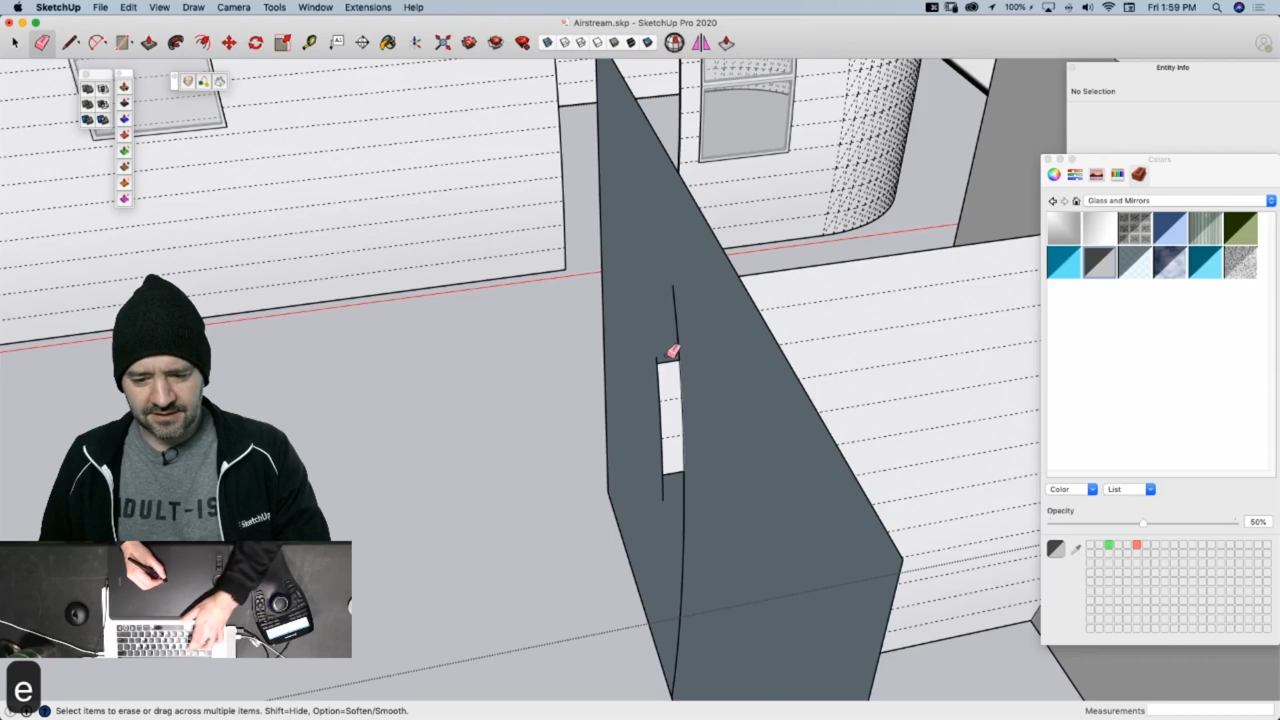 SketchUp File Edit View Draw Camera Tools Window Extensions Help
100% Fri 1:59 PM
Airstream.skp - SketchUp Pro 2020
Entity Info
No Selection
Colors
Glass and Mirrors
Color List
Opacity
50%
ADULT-IS
SketchUp
e
Select items to erase or drag across multiple items. Shift=Hide, Option=Soften/Smooth.
Measurements